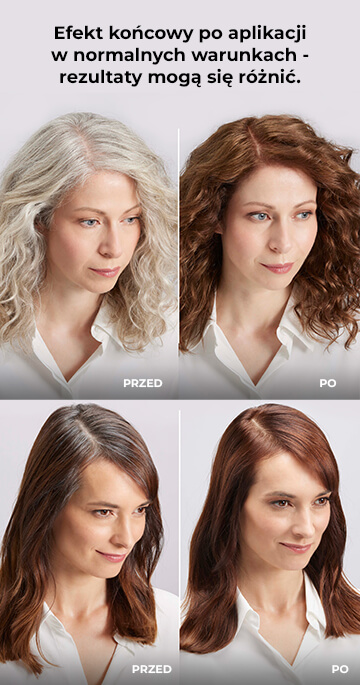 Efekt końcowy po aplikacji
w normalnych warunkach -
rezultaty mogą się różnić.
PRZED
PO
PRZED
PO